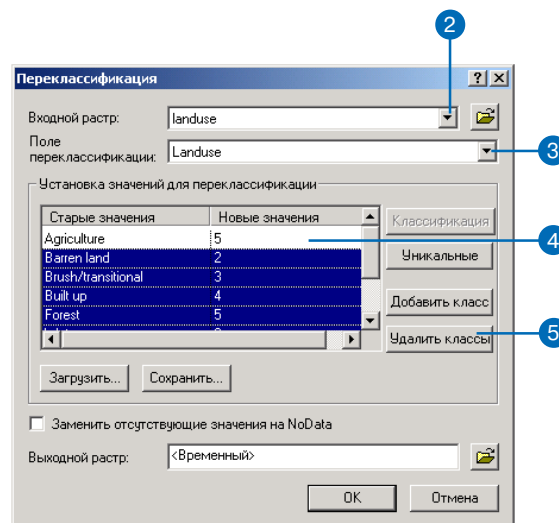 2
Переклассификация
Входной растр: landuse
Поле
переклассификации: Landuse
3
Установка значений для переклассификации
Старые значения Новые значения
Классификация
Agriculture 5
4
Barren land 2
Уникальные
Brush/transitional 3
Built up 4
Добавить класс
Forest 5
5
Удалить классы
Загрузить... Сохранить...
Заменить отсутствующие значения на NoData
Выходной растр: <Временный>
OK Отмена